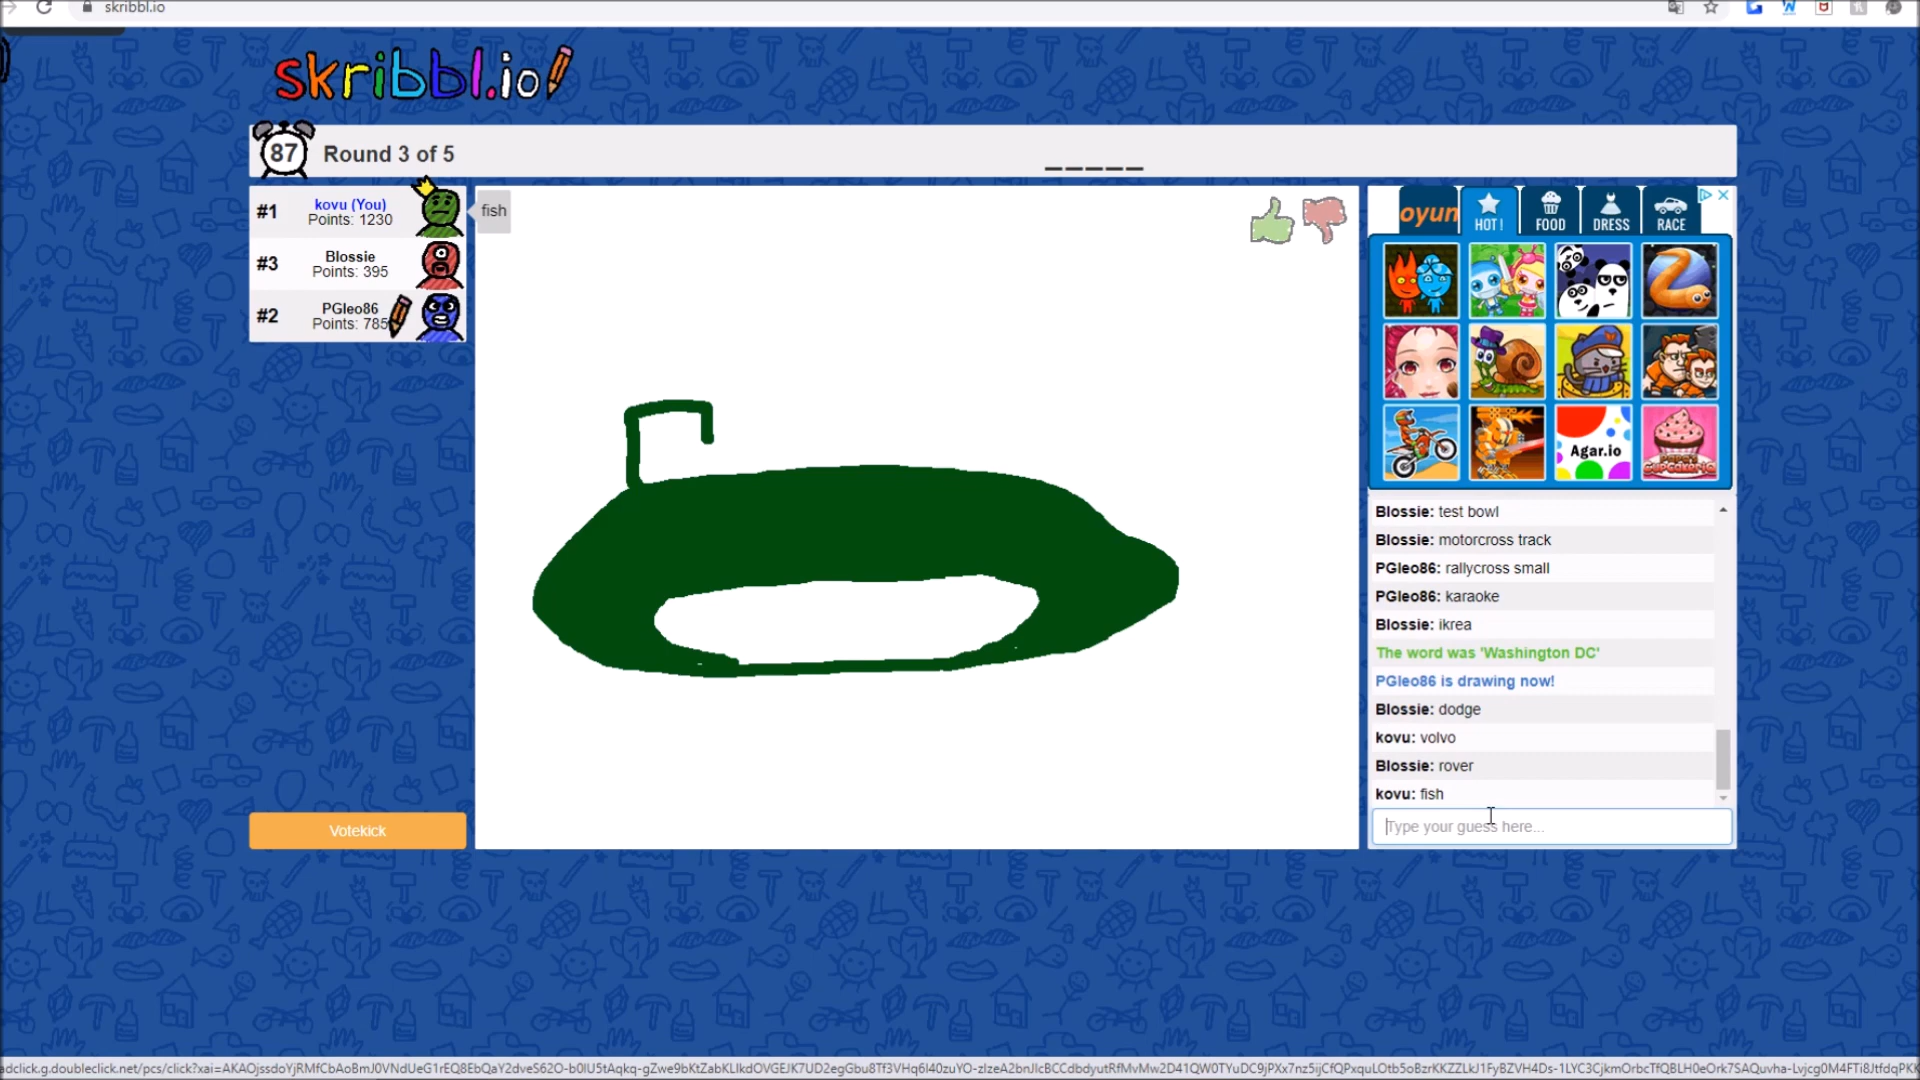 skribbl.io
skribbl.io
87
Round 3 of 5
_____
#1
kovu (You)
Points: 1230
fish
#3
Blossie
Points: 395
#2
PGleo86
Points: 785
Votekick
oyun
HOT!
FOOD
DRESS
RACE
Agar.io
Blossie: test bowl
Blossie: motorcross track
PGleo86: rallycross small
PGleo86: karaoke
Blossie: ikrea
The word was 'Washington DC'
PGleo86 is drawing now!
Blossie: dodge
kovu: volvo
Blossie: rover
kovu: fish
Type your guess here...